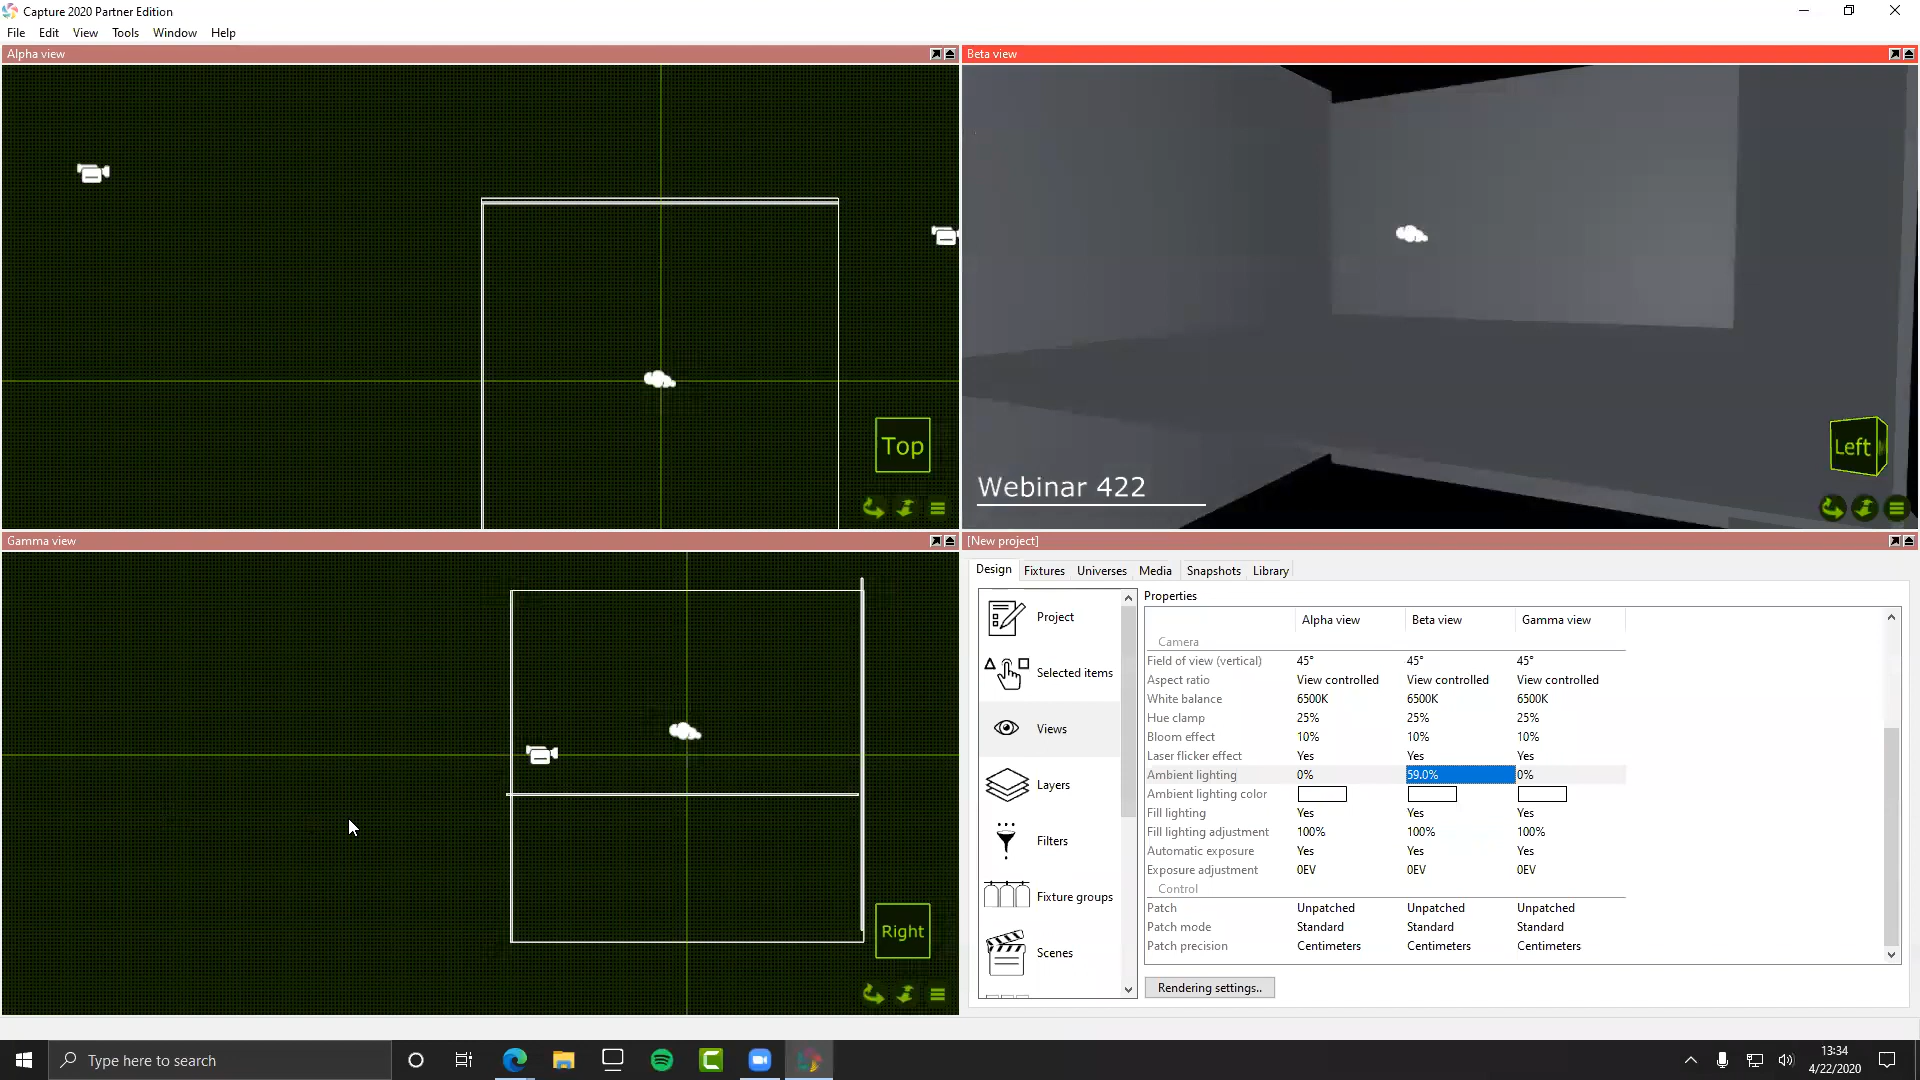 Capture 2020 Partner Edition
File Edit View Tools Window Help
Alpha view
Beta view
Top
Left
Webinar 422
Gamma view
Right
[New project]
Design Fixtures Universes Media Snapshots Library
Project
Selected items
Views
Layers
Filters
Fixture groups
Scenes
Properties
Alpha view Beta view Gamma view
Camera
Field of view (vertical) 45° 45° 45°
Aspect ratio View controlled View controlled View controlled
White balance 6500K 6500K 6500K
Hue clamp 25% 25% 25%
Bloom effect 10% 10% 10%
Laser flicker effect Yes Yes Yes
Ambient lighting 0% 59.0% 0%
Ambient lighting color
Fill lighting Yes Yes Yes
Fill lighting adjustment 100% 100% 100%
Automatic exposure Yes Yes Yes
Exposure adjustment 0EV 0EV 0EV
Control
Patch Unpatched Unpatched Unpatched
Patch mode Standard Standard Standard
Patch precision Centimeters Centimeters Centimeters
Rendering settings..
Type here to search
13:34
4/22/2020